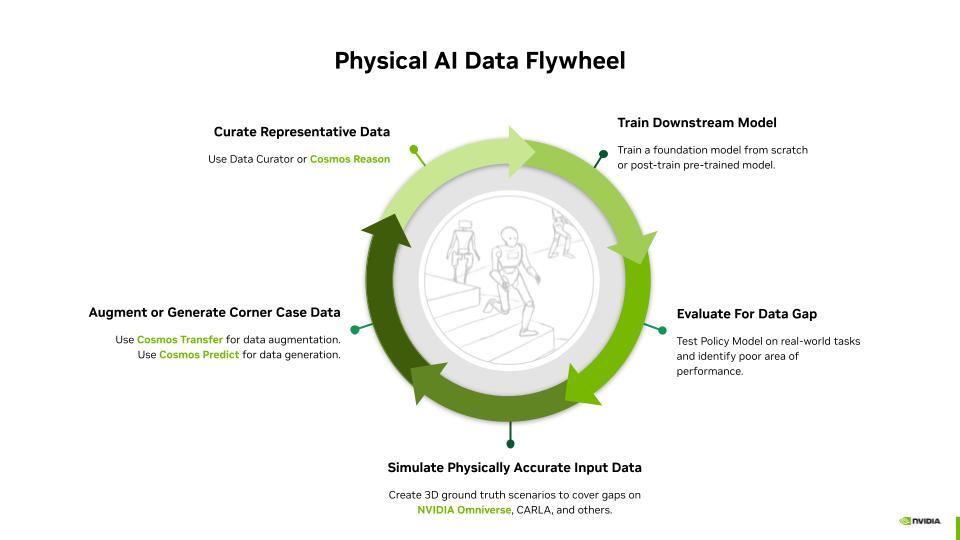 Physical AI Data Flywheel
Curate Representative Data
Use Data Curator or Cosmos Reason
Train Downstream Model
Train a foundation model from scratch
or post-train pre-trained model.
Augment or Generate Corner Case Data
Use Cosmos Transfer for data augmentation.
Use Cosmos Predict for data generation.
Evaluate For Data Gap
Test Policy Model on real-world tasks
and identify poor area of
performance.
Simulate Physically Accurate Input Data
Create 3D ground truth scenarios to cover gaps on
NVIDIA Omniverse, CARLA, and others.
NVIDIA.